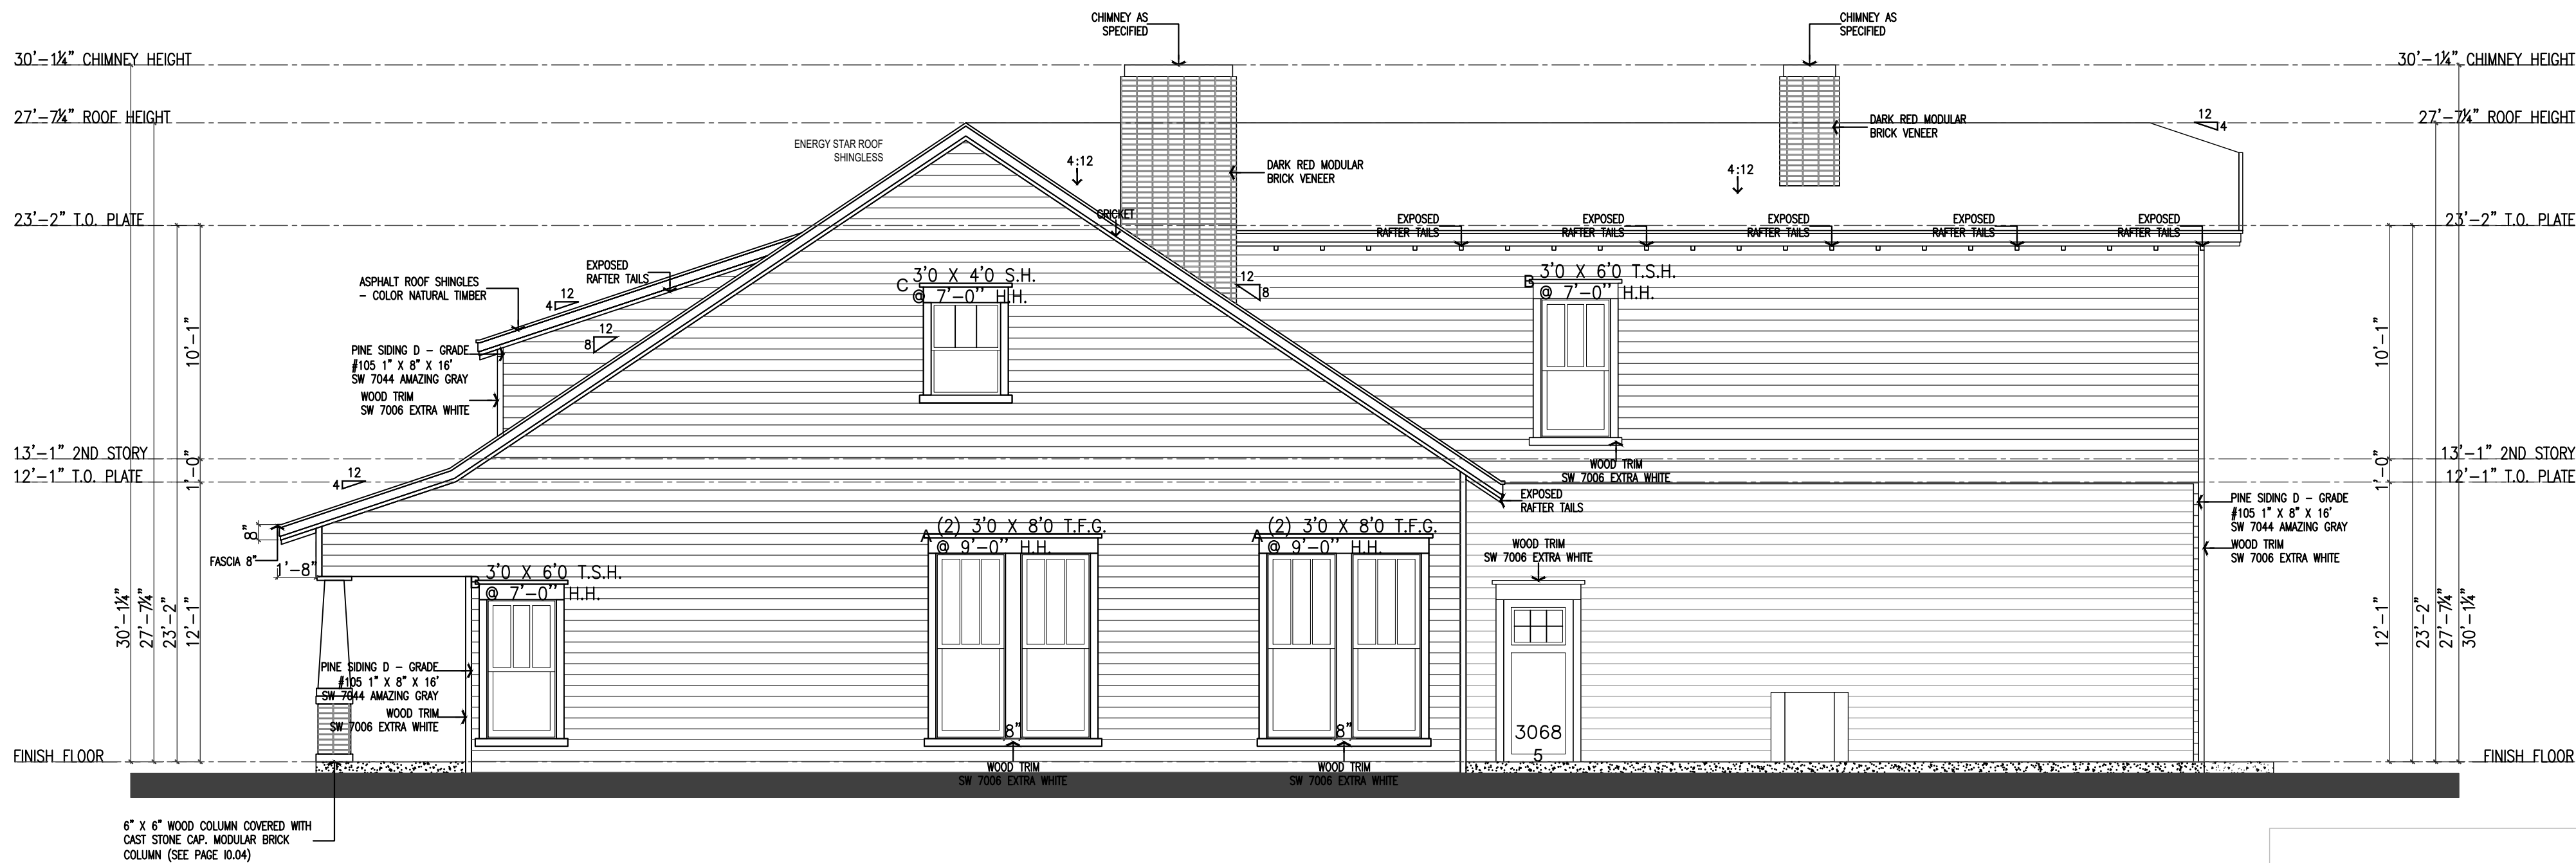 CHIMNEY AS
SPECIFIED
CHIMNEY AS
SPECIFIED
30'-1¼" CHIMNEY HEIGHT
30'-1¼" CHIMNEY HEIGHT
27'-7¼" ROOF HEIGHT
27'-7¼" ROOF HEIGHT
12
4
DARK RED MODULAR
BRICK VENEER
ENERGY STAR ROOF
SHINGLESS
4:12
DARK RED MODULAR
BRICK VENEER
4:12
23'-2" T.O. PLATE
23'-2" T.O. PLATE
CRICKET
EXPOSED
RAFTER TAILS
EXPOSED
RAFTER TAILS
EXPOSED
RAFTER TAILS
EXPOSED
RAFTER TAILS
EXPOSED
RAFTER TAILS
EXPOSED
RAFTER TAILS
ASPHALT ROOF SHINGLES
- COLOR NATURAL TIMBER
12
4
C
3'0 X 4'0 S.H.
@ 7'-0" H.H.
12
8
B
3'0 X 6'0 T.S.H.
@ 7'-0" H.H.
12
8
10'-1"
10'-1"
PINE SIDING D - GRADE
#105 1" X 8" X 16'
SW 7044 AMAZING GRAY
WOOD TRIM
SW 7006 EXTRA WHITE
13'-1" 2ND STORY
13'-1" 2ND STORY
1'-0"
1'-0"
12'-1" T.O. PLATE
12'-1" T.O. PLATE
12
4
WOOD TRIM
SW 7006 EXTRA WHITE
EXPOSED
RAFTER TAILS
PINE SIDING D - GRADE
#105 1" X 8" X 16'
SW 7044 AMAZING GRAY
WOOD TRIM
SW 7006 EXTRA WHITE
8"
FASCIA 8"
1'-8"
A
(2) 3'0 X 8'0 T.F.G.
@ 9'-0" H.H.
A
(2) 3'0 X 8'0 T.F.G.
@ 9'-0" H.H.
WOOD TRIM
SW 7006 EXTRA WHITE
3'0 X 6'0 T.S.H.
@ 7'-0" H.H.
30'-1¼"
27'-7¼"
23'-2"
12'-1"
12'-1"
23'-2"
27'-7¼"
30'-1¼"
PINE SIDING D - GRADE
#105 1" X 8" X 16'
SW 7044 AMAZING GRAY
WOOD TRIM
SW 7006 EXTRA WHITE
8"
8"
3068
5
FINISH FLOOR
FINISH FLOOR
WOOD TRIM
SW 7006 EXTRA WHITE
WOOD TRIM
SW 7006 EXTRA WHITE
6" X 6" WOOD COLUMN COVERED WITH
CAST STONE CAP. MODULAR BRICK
COLUMN (SEE PAGE 10.04)